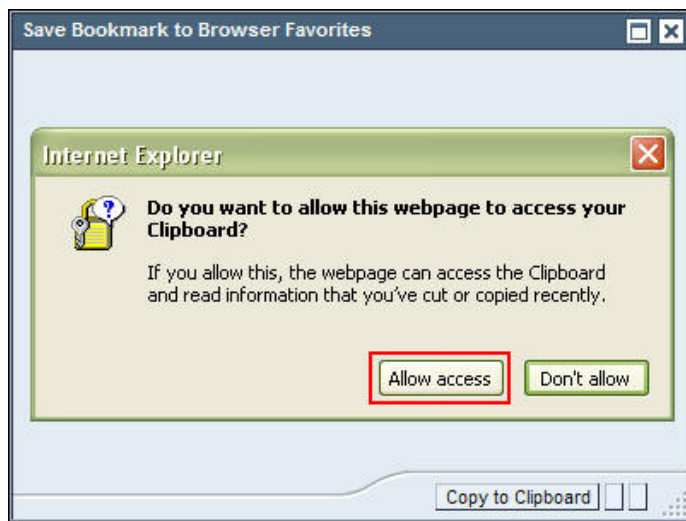 Save Bookmark to Browser Favorites
Internet Explorer
Do you want to allow this webpage to access your
Clipboard?
If you allow this, the webpage can access the Clipboard
and read information that you've cut or copied recently.
Allow access
Don't allow
Copy to Clipboard